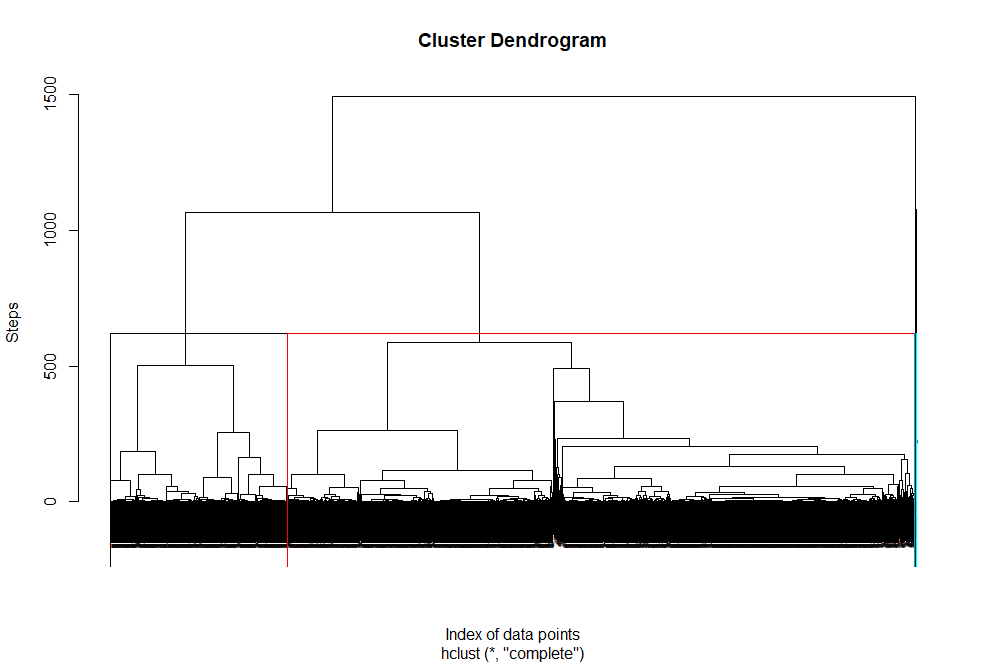 Cluster Dendrogram
1500
1000
500
0
Steps
Index of data points
hclust (*, "complete")